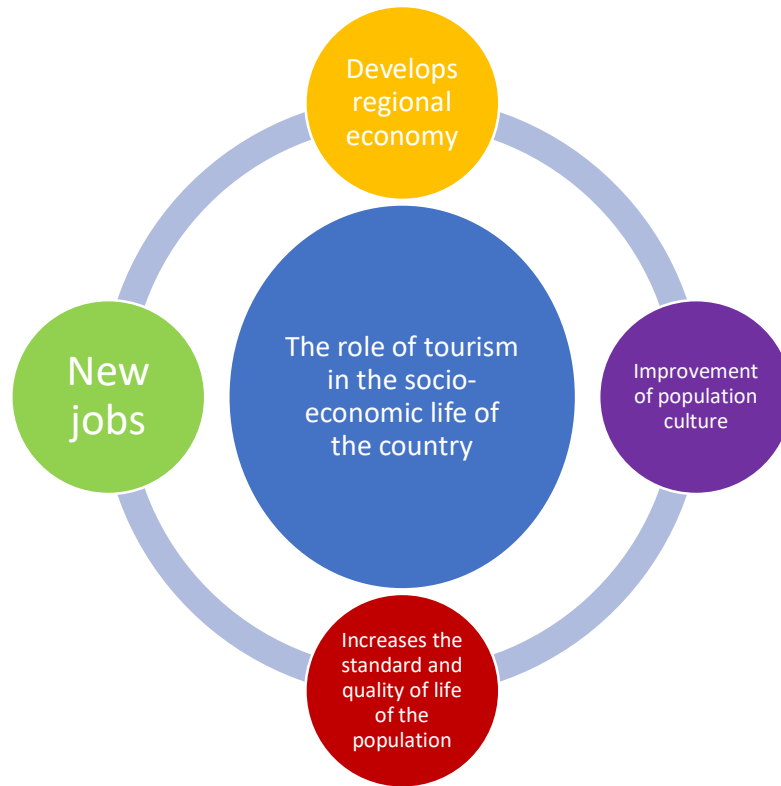 Develops
regional
economy
New
jobs
The role of tourism
in the socio-
economic life of
the country
Improvement
of population
culture
Increases the
standard and
quality of life
of the
population